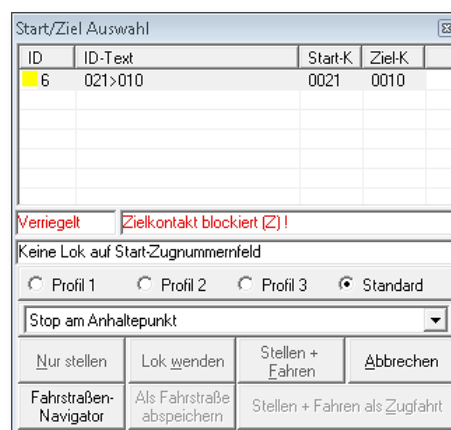 Start/Ziel Auswahl
ID ID-Text Start-K Ziel-K
6 021>010 0021 0010
Verriegelt Zielkontakt blockiert (Z) !
Keine Lok auf Start-Zugnummernfeld
Profil 1 Profil 2 Profil 3 Standard
Stop am Anhaltepunkt
Nur stellen Lok wenden Stellen + Fahren Abbrechen
Fahrstraßen-Navigator Als Fahrstraße abspeichern Stellen + Fahren als Zugfahrt